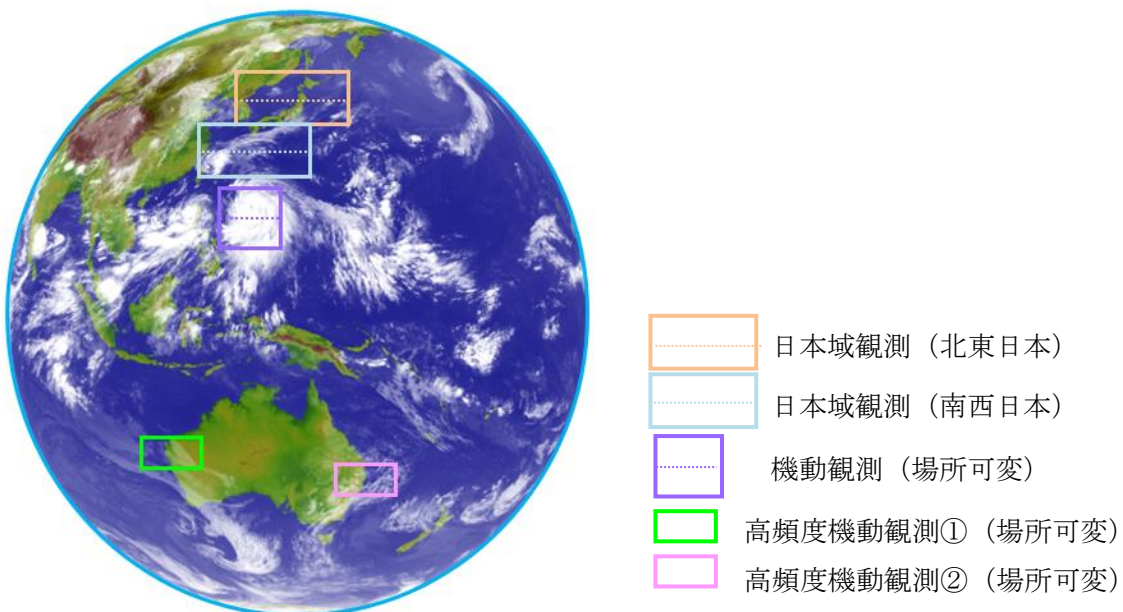 日本域観測（北東日本）
日本域観測（南西日本）
機動観測（場所可変）
高頻度機動観測①（場所可変）
高頻度機動観測②（場所可変）